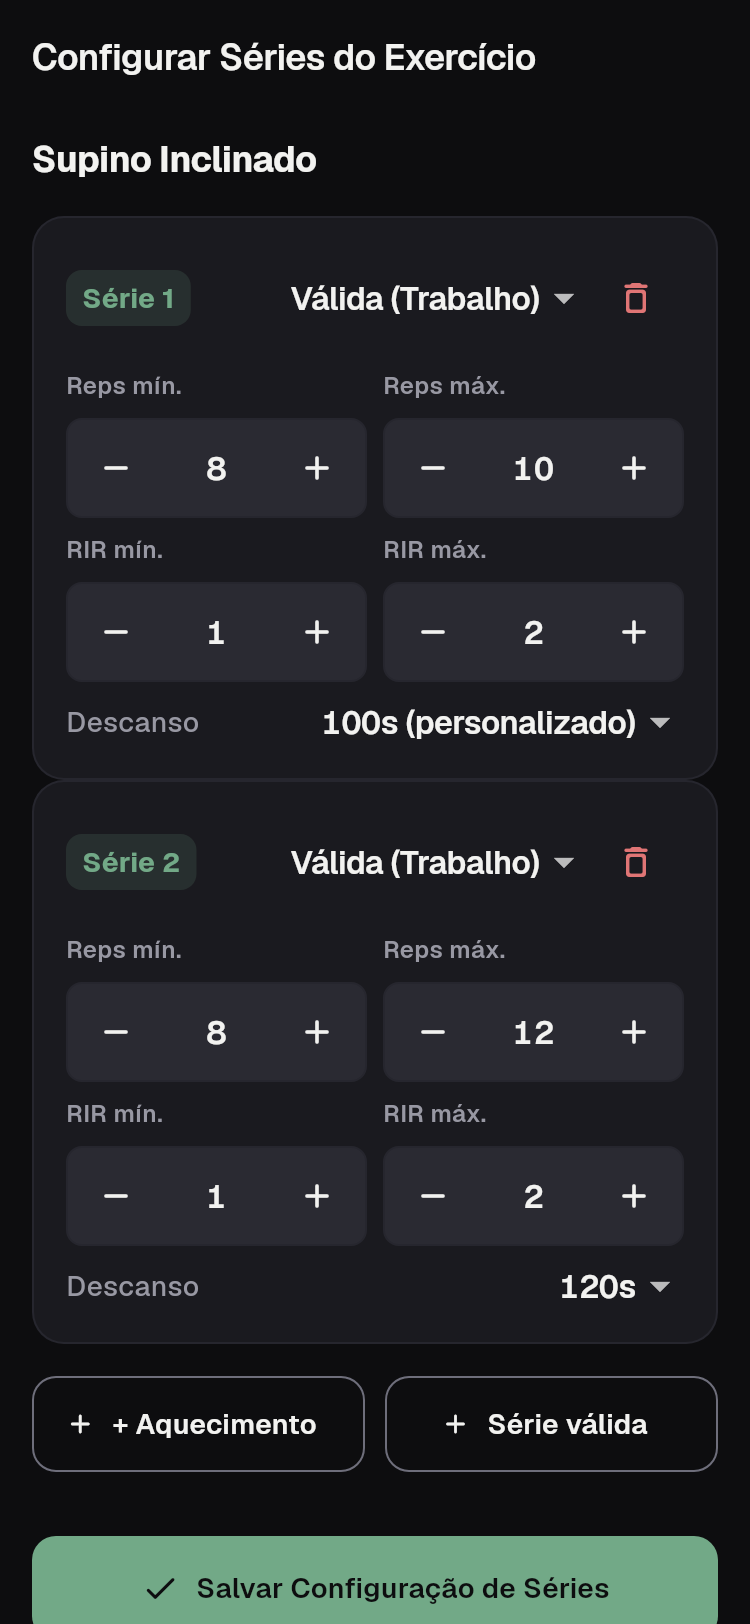 Configurar Séries do Exercício
Supino Inclinado
Série 1 Válida (Trabalho)
Reps mín. Reps máx.
− 8 + − 10 +
RIR mín. RIR máx.
− 1 + − 2 +
Descanso 100s (personalizado)
Série 2 Válida (Trabalho)
Reps mín. Reps máx.
− 8 + − 12 +
RIR mín. RIR máx.
− 1 + − 2 +
Descanso 120s
+ + Aquecimento + Série válida
Salvar Configuração de Séries